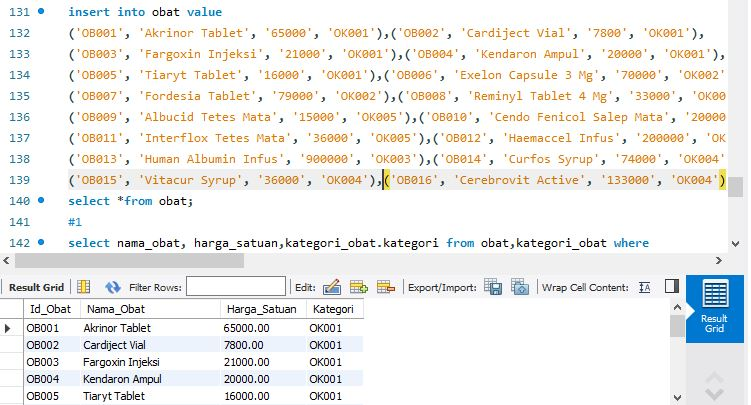 131 insert into obat value
132 ('OB001', 'Akrinor Tablet', '65000', 'OK001'),('OB002', 'Cardiject Vial', '7800', 'OK001'),
133 ('OB003', 'Fargoxin Injeksi', '21000', 'OK001'),('OB004', 'Kendaron Ampul', '20000', 'OK001'),
134 ('OB005', 'Tiaryt Tablet', '16000', 'OK001'),('OB006', 'Exelon Capsule 3 Mg', '70000', 'OK002'
135 ('OB007', 'Fordesia Tablet', '79000', 'OK002'),('OB008', 'Reminyl Tablet 4 Mg', '33000', 'OK00
136 ('OB009', 'Albucid Tetes Mata', '15000', 'OK005'),('OB010', 'Cendo Fenicol Salep Mata', '20000
137 ('OB011', 'Interflox Tetes Mata', '36000', 'OK005'),('OB012', 'Haemaccel Infus', '200000', 'OK
138 ('OB013', 'Human Albumin Infus', '900000', 'OK003'),('OB014', 'Curfos Syrup', '74000', 'OK004'
139 ('OB015', 'Vitacur Syrup', '36000', 'OK004'),('OB016', 'Cerebrovit Active', '133000', 'OK004')
140 select *from obat;
141 #1
142 select nama_obat, harga_satuan,kategori_obat.kategori from obat,kategori_obat where
Result Grid Filter Rows: Edit: Export/Import: Wrap Cell Content: IA
Result Grid
Id_Obat Nama_Obat Harga_Satuan Kategori
OB001 Akrinor Tablet 65000.00 OK001
OB002 Cardiject Vial 7800.00 OK001
OB003 Fargoxin Injeksi 21000.00 OK001
OB004 Kendaron Ampul 20000.00 OK001
OB005 Tiaryt Tablet 16000.00 OK001